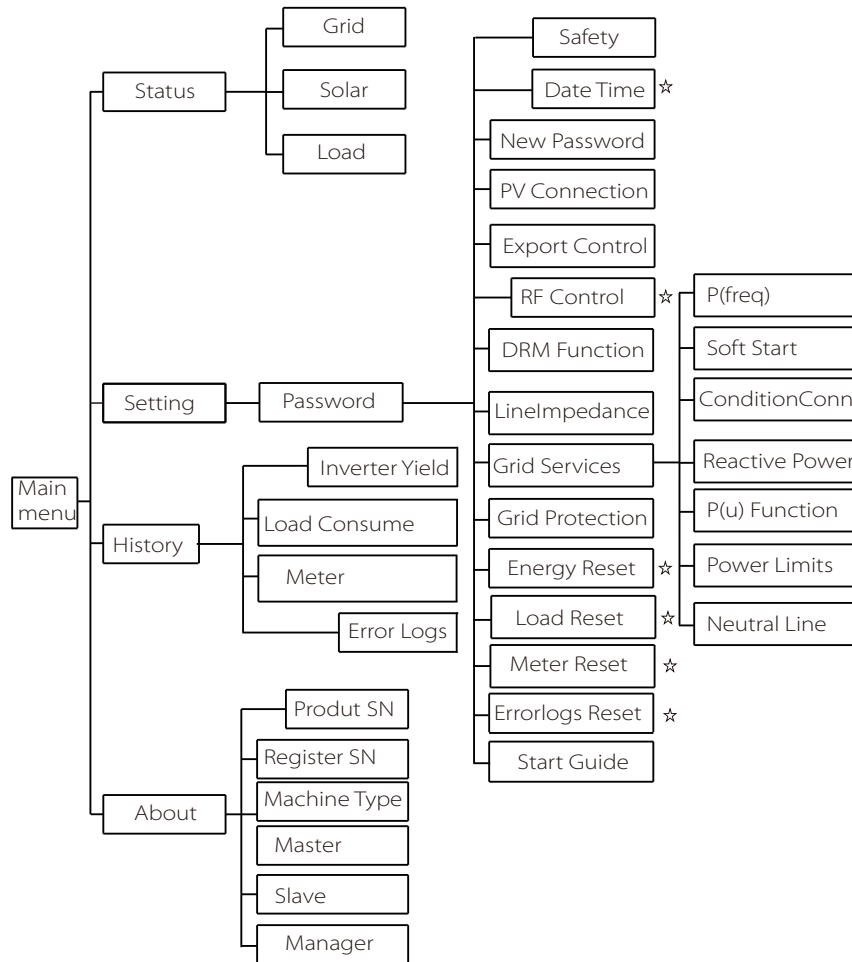 Main
menu
Status
Grid
Solar
Load
Setting
Password
Safety
Date Time ☆
New Password
PV Connection
Export Control
RF Control ☆
DRM Function
LineImpedance
Grid Services
P(freq)
Soft Start
ConditionConn
Reactive Power
P(u) Function
Power Limits
Neutral Line
Grid Protection
Energy Reset ☆
Load Reset ☆
Meter Reset ☆
Errorlogs Reset ☆
Start Guide
History
Inverter Yield
Load Consume
Meter
Error Logs
About
Produt SN
Register SN
Machine Type
Master
Slave
Manager